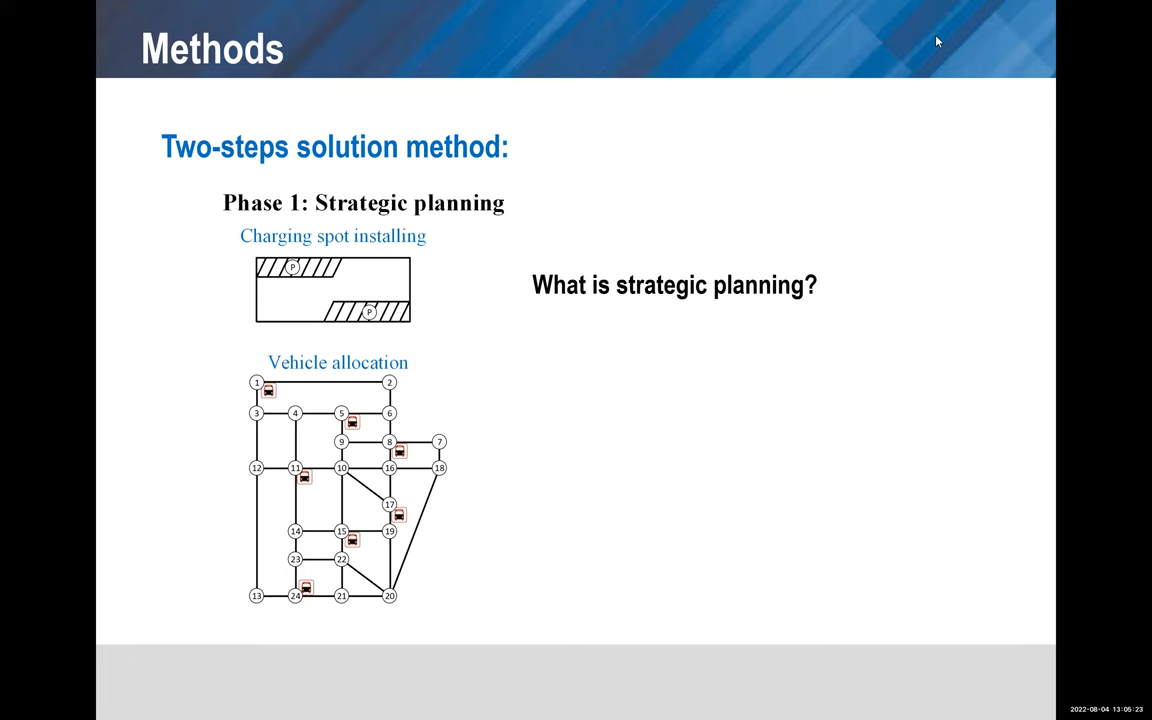 Methods
Two-steps solution method:
Phase 1: Strategic planning
Charging spot installing
P
P
What is strategic planning?
Vehicle allocation
1 2
3 4 5 6
9 8 7
12 11 10 16 18
17
14 15 19
23 22
13 24 21 20
2022-08-04 13:05:23